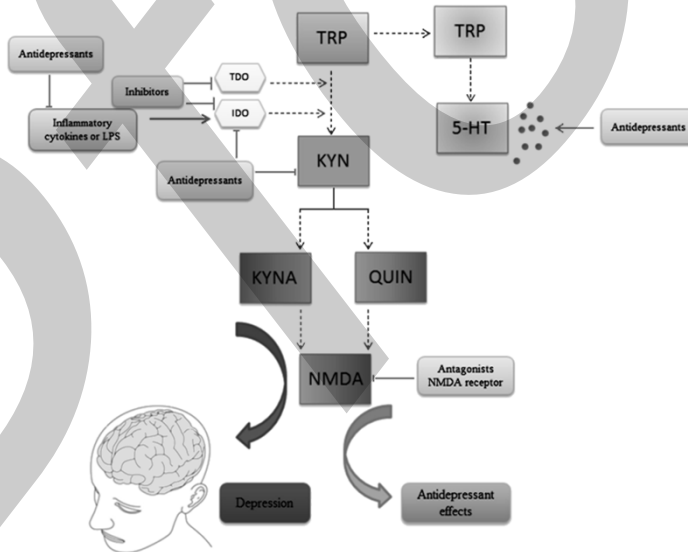 TRP
TRP
Antidepressants
TDO
Inhibitors
IDO
Inflammatory
cytokines or LPS
5-HT
Antidepressants
KYN
Antidepressants
KYNA
QUIN
NMDA
Antagonists
NMDA receptor
Depression
Antidepressant
effects